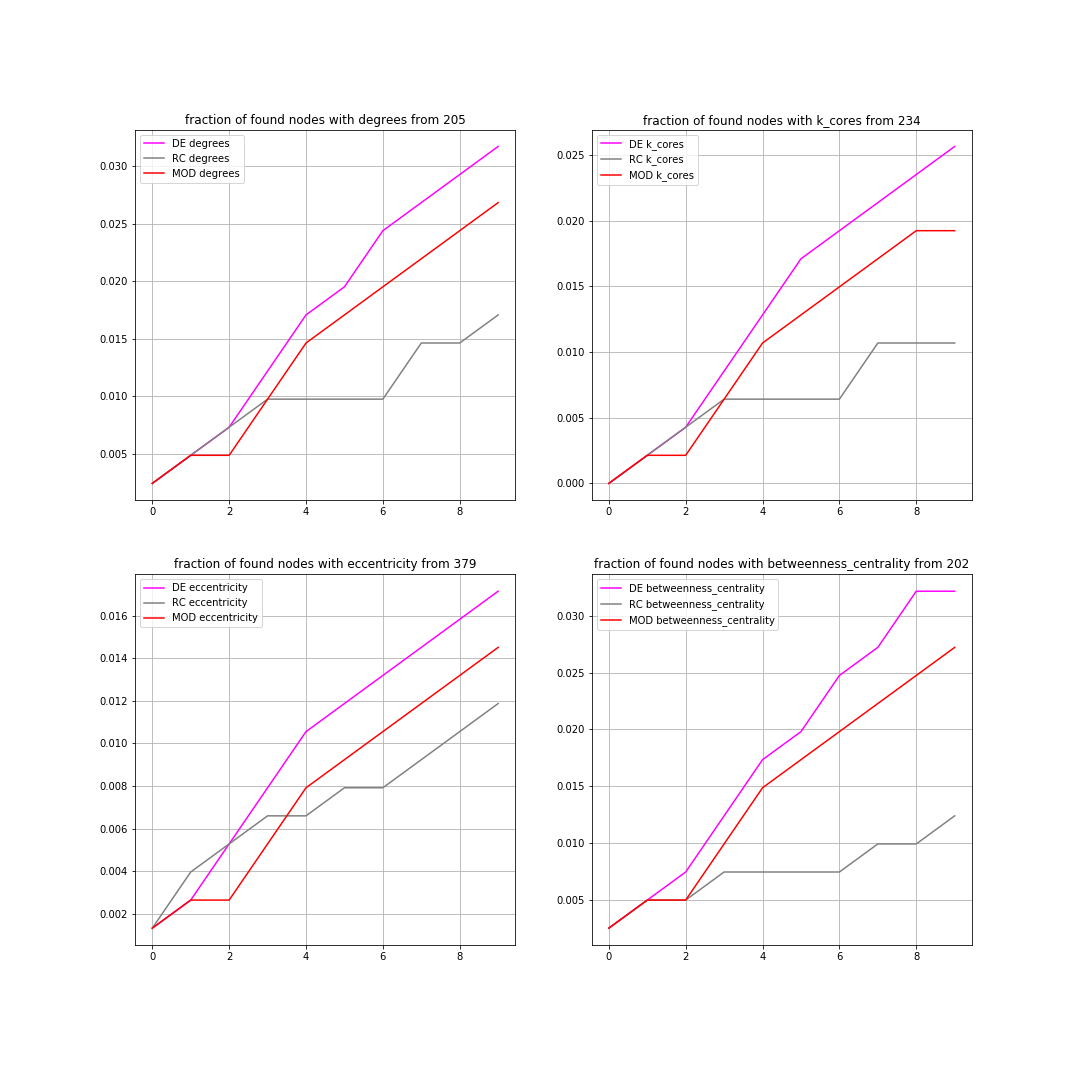 fraction of found nodes with degrees from 205
DE degrees
RC degrees
MOD degrees
0.030
0.025
0.020
0.015
0.010
0.005
0 2 4 6 8
fraction of found nodes with k_cores from 234
DE k_cores
RC k_cores
MOD k_cores
0.025
0.020
0.015
0.010
0.005
0.000
0 2 4 6 8
fraction of found nodes with eccentricity from 379
DE eccentricity
RC eccentricity
MOD eccentricity
0.016
0.014
0.012
0.010
0.008
0.006
0.004
0.002
0 2 4 6 8
fraction of found nodes with betweenness_centrality from 202
DE betweenness_centrality
RC betweenness_centrality
MOD betweenness_centrality
0.030
0.025
0.020
0.015
0.010
0.005
0 2 4 6 8